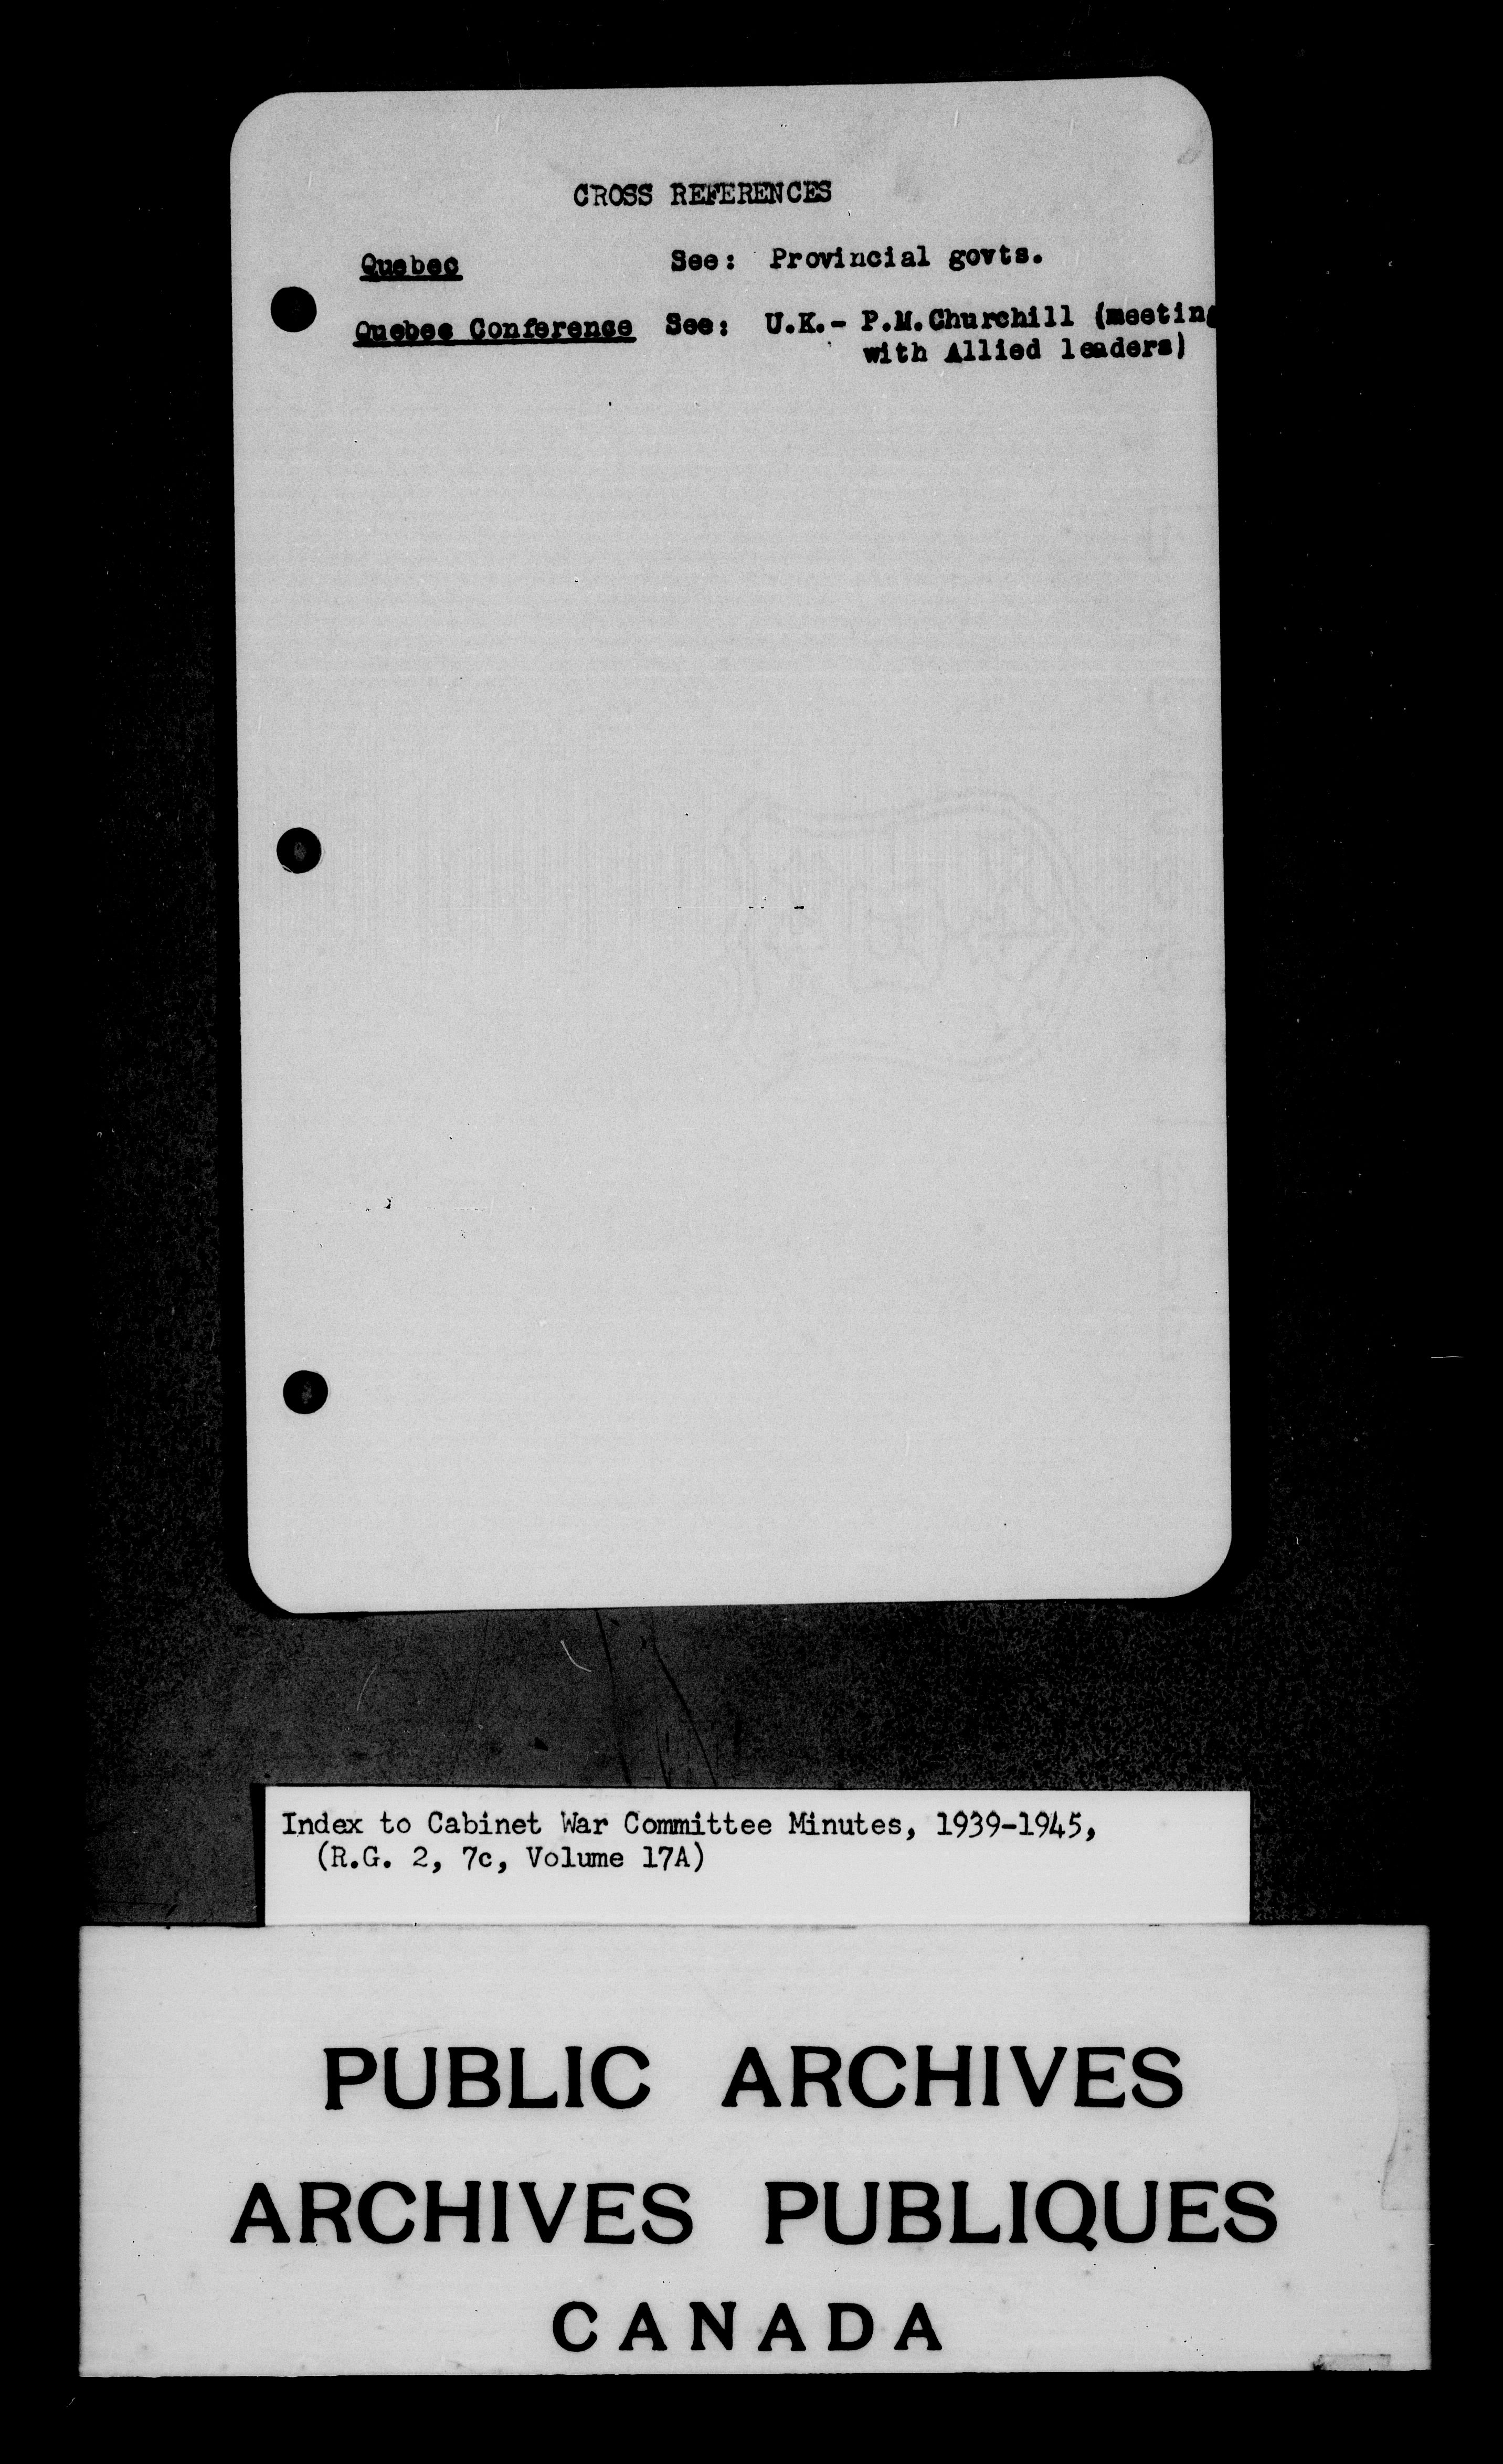 CROSS REFERENCES
Quebec See: Provincial govts.
Quebec Conference See: U.K.- P.M. Churchill (meeting
with Allied leaders)
Index to Cabinet War Committee Minutes, 1939-1945,
(R.G. 2, 7c, Volume 17A)
PUBLIC ARCHIVES
ARCHIVES PUBLIQUES
CANADA